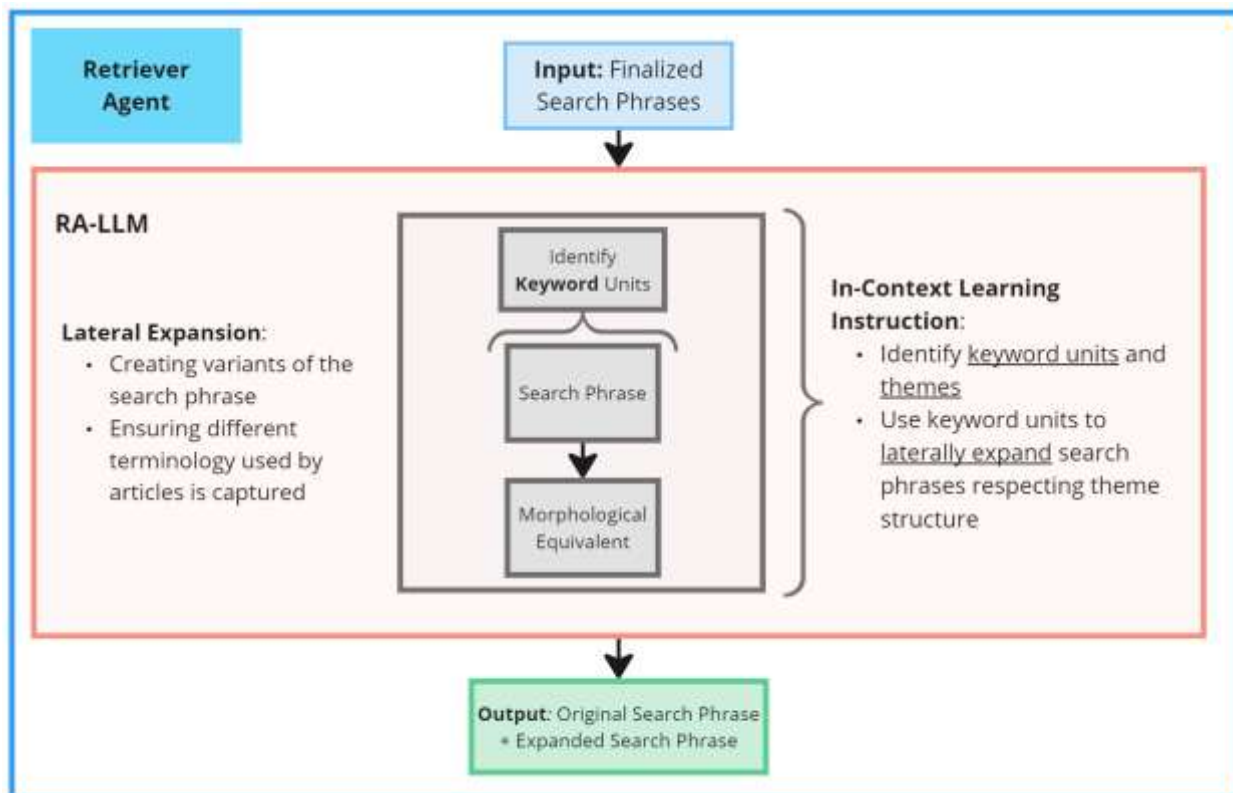 Retriever
Agent
Input: Finalized
Search Phrases
RA-LLM
Lateral Expansion:
• Creating variants of the
search phrase
• Ensuring different
terminology used by
articles is captured
Identify
Keyword Units
Search Phrase
Morphological
Equivalent
In-Context Learning
Instruction:
• Identify keyword units and
themes
• Use keyword units to
laterally expand search
phrases respecting theme
structure
Output: Original Search Phrase
+ Expanded Search Phrase